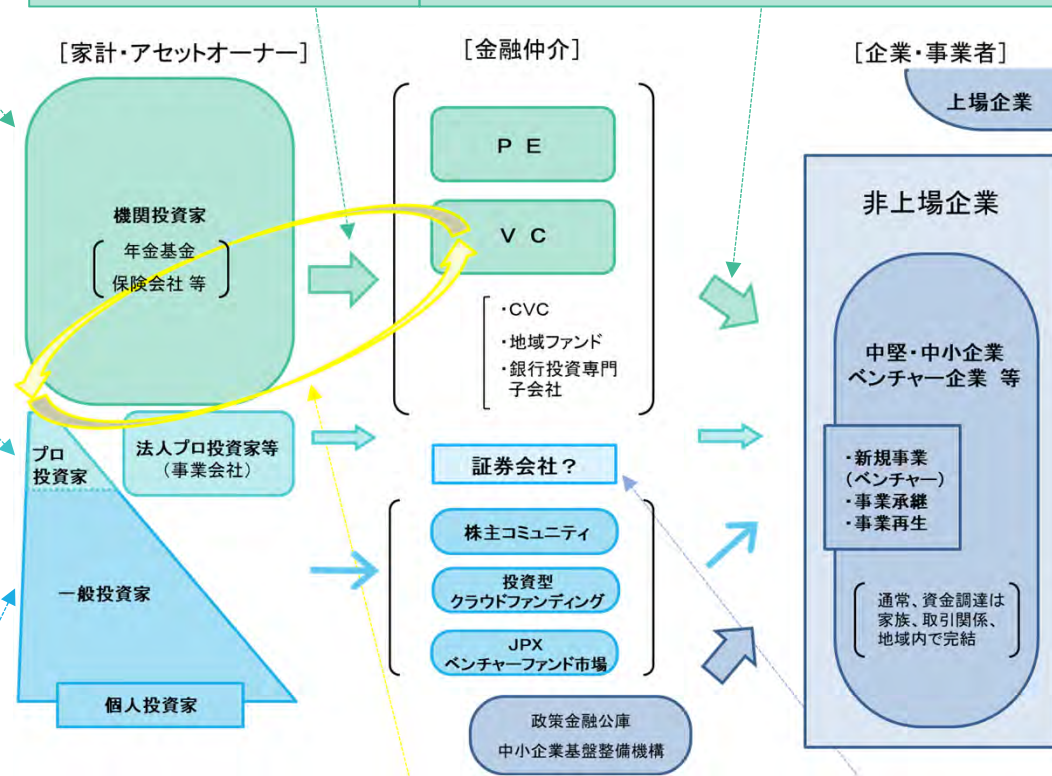 [家計・アセットオーナー]
[金融仲介]
[企業・事業者]
上場企業
機関投資家
年金基金
保険会社 等
プロ
投資家
法人プロ投資家等
（事業会社）
一般投資家
個人投資家
ＰＥ
ＶＣ
・CVC
・地域ファンド
・銀行投資専門
子会社
証券会社？
株主コミュニティ
投資型
クラウドファンディング
JPX
ベンチャーファンド市場
政策金融公庫
中小企業基盤整備機構
非上場企業
中堅・中小企業
ベンチャー企業 等
・新規事業
（ベンチャー）
・事業承継
・事業再生
通常、資金調達は
家族、取引関係、
地域内で完結